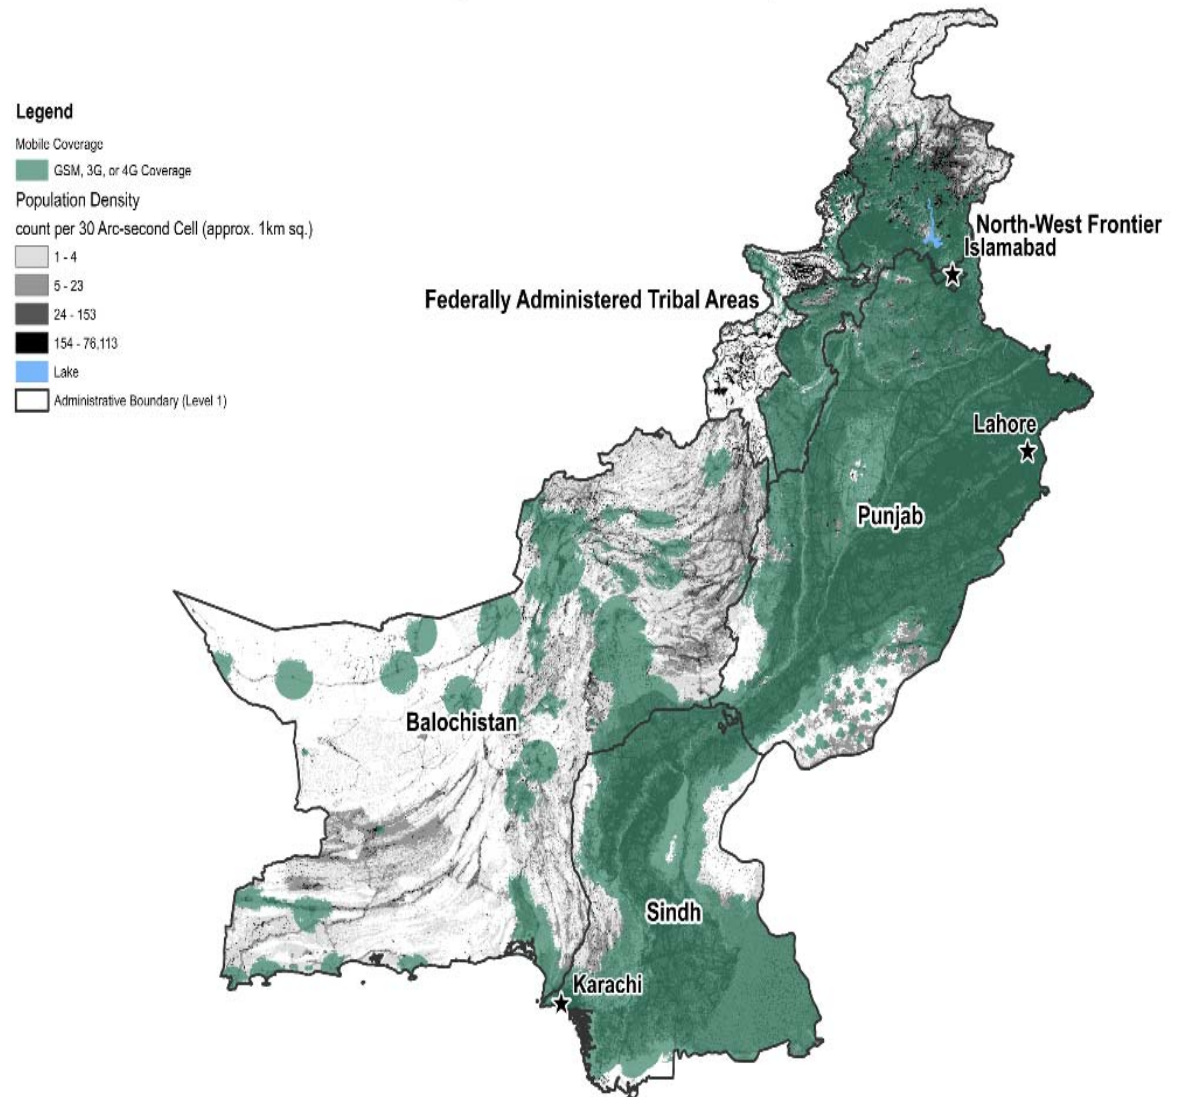 Legend
Mobile Coverage
GSM, 3G, or 4G Coverage
Population Density
count per 30 Arc-second Cell (approx. 1km sq.)
1 - 4
5 - 23
24 - 153
154 - 76,113
Lake
Administrative Boundary (Level 1)
North-West Frontier
Islamabad
Federally Administered Tribal Areas
Lahore
Punjab
Balochistan
Sindh
Karachi